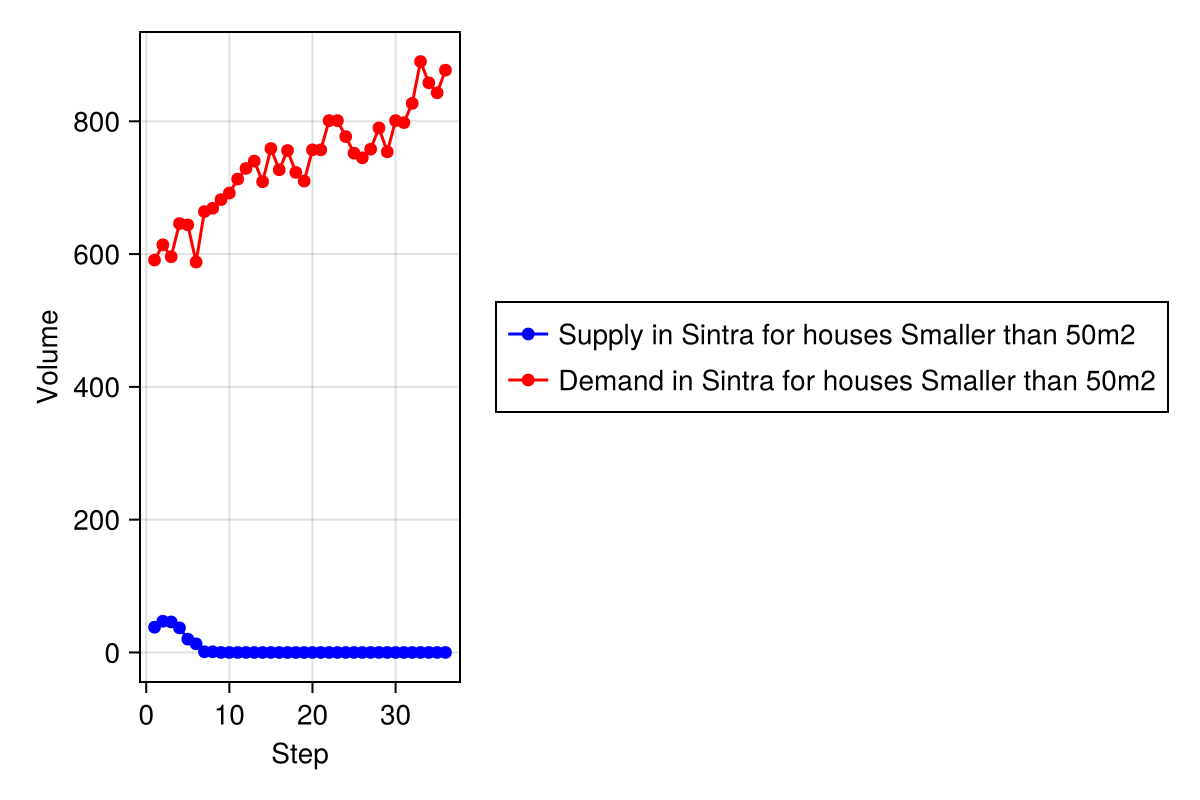 800
600
400
200
0
Volume
0 10 20 30
Step
Supply in Sintra for houses Smaller than 50m2
Demand in Sintra for houses Smaller than 50m2